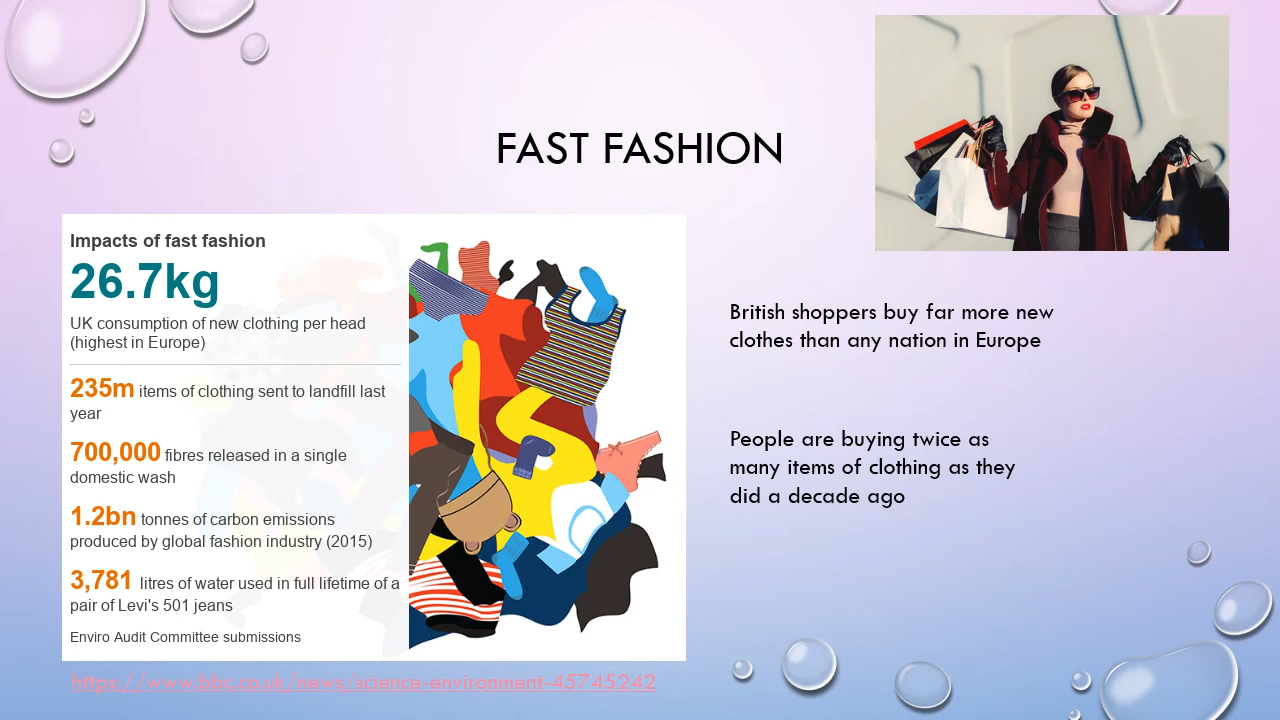 FAST FASHION
Impacts of fast fashion
26.7kg
UK consumption of new clothing per head
(highest in Europe)
235m items of clothing sent to landfill last
year
700,000 fibres released in a single
domestic wash
1.2bn tonnes of carbon emissions
produced by global fashion industry (2015)
3,781 litres of water used in full lifetime of a
pair of Levi's 501 jeans
Enviro Audit Committee submissions
https://www.bbc.co.uk/news/science-environment-45745242
British shoppers buy far more new
clothes than any nation in Europe
People are buying twice as
many items of clothing as they
did a decade ago